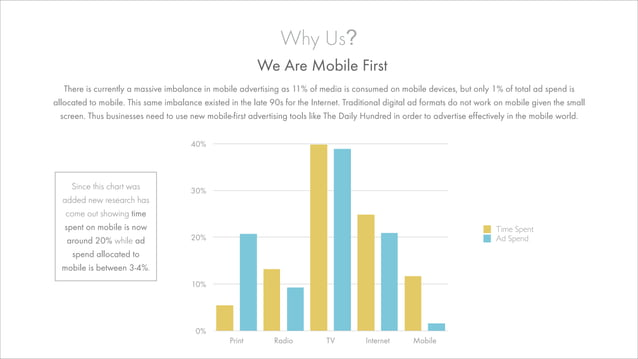 Why Us?
We Are Mobile First
There is currently a massive imbalance in mobile advertising as 11% of media is consumed on mobile devices, but only 1% of total ad spend is
allocated to mobile. This same imbalance existed in the late 90s for the Internet. Traditional digital ad formats do not work on mobile given the small
screen. Thus businesses need to use new mobile-first advertising tools like The Daily Hundred in order to advertise effectively in the mobile world.
Since this chart was
added new research has
come out showing time
spent on mobile is now
around 20% while ad
spend allocated to
mobile is between 3-4%.
40%
30%
20%
10%
0%
Print
Radio
TV
Internet
Mobile
Time Spent
Ad Spend